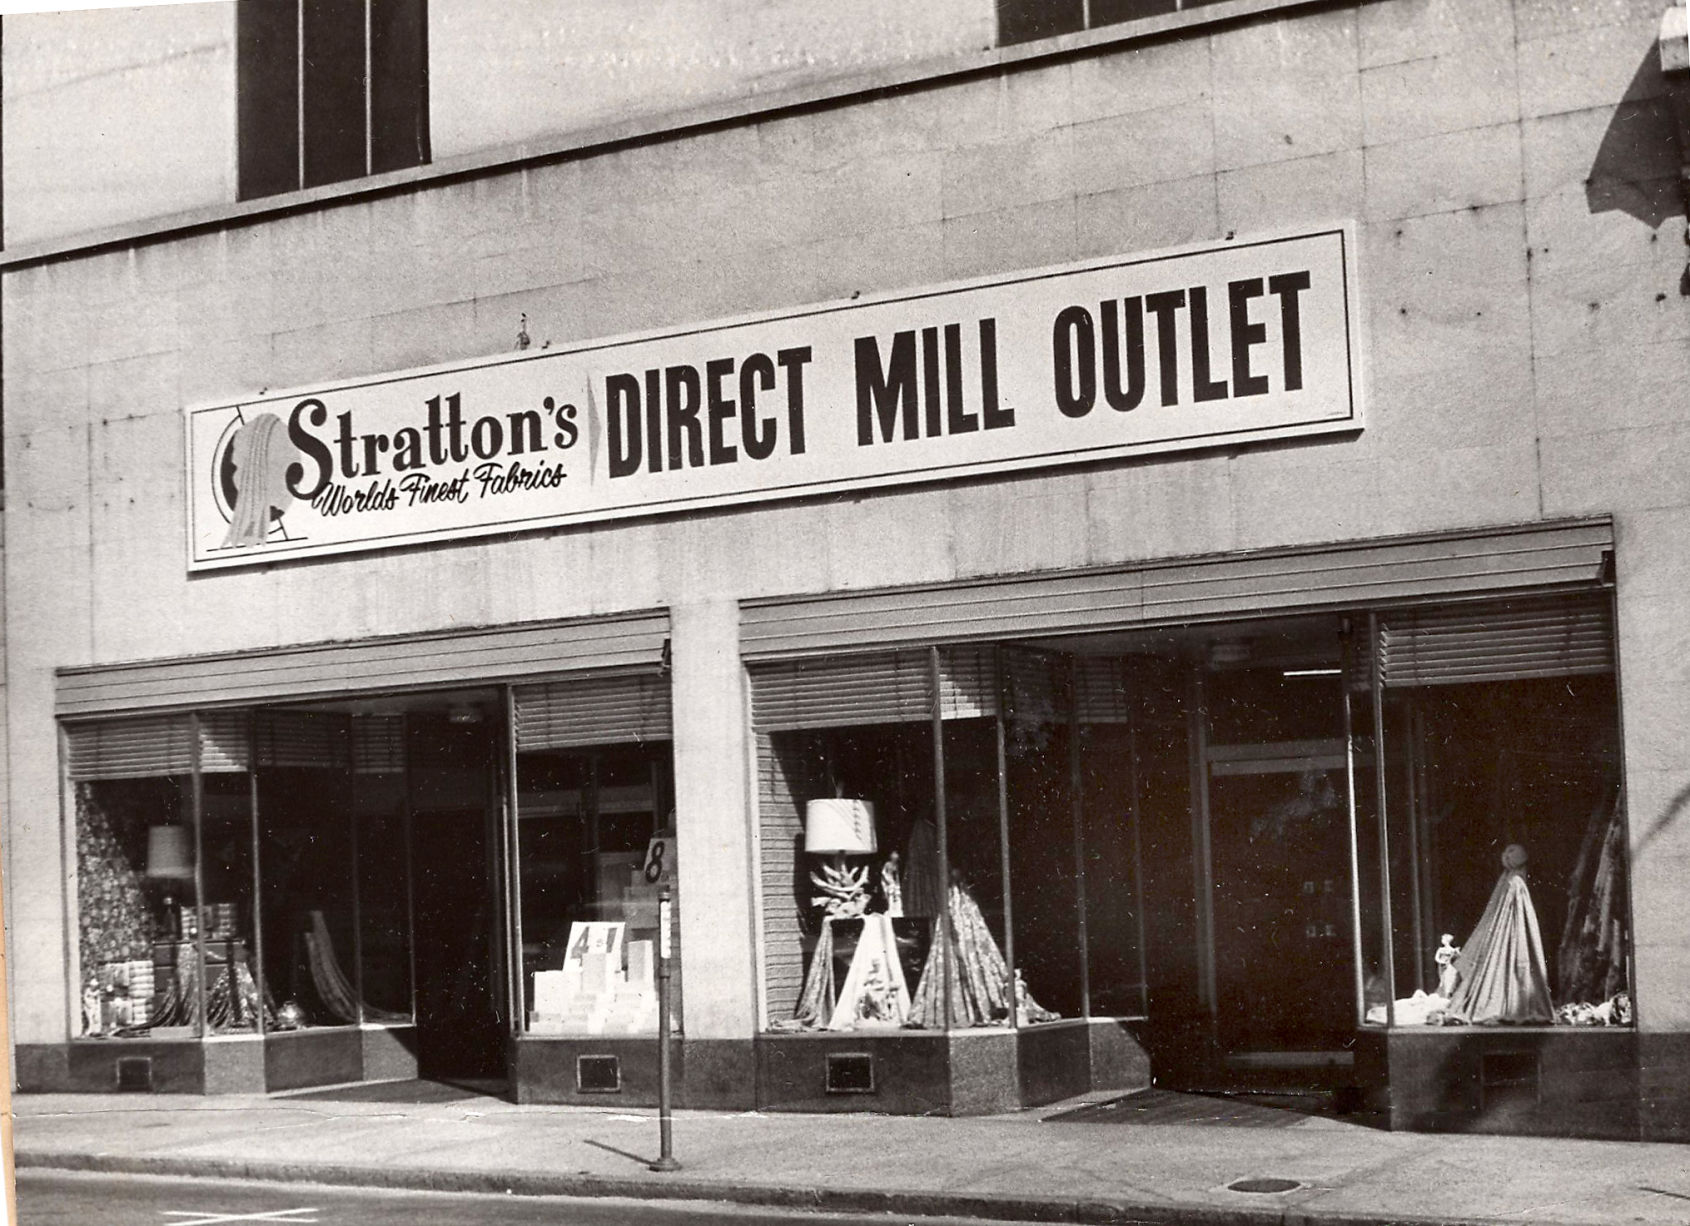 Stratton's
Worlds Finest Fabrics
DIRECT MILL OUTLET
8
4